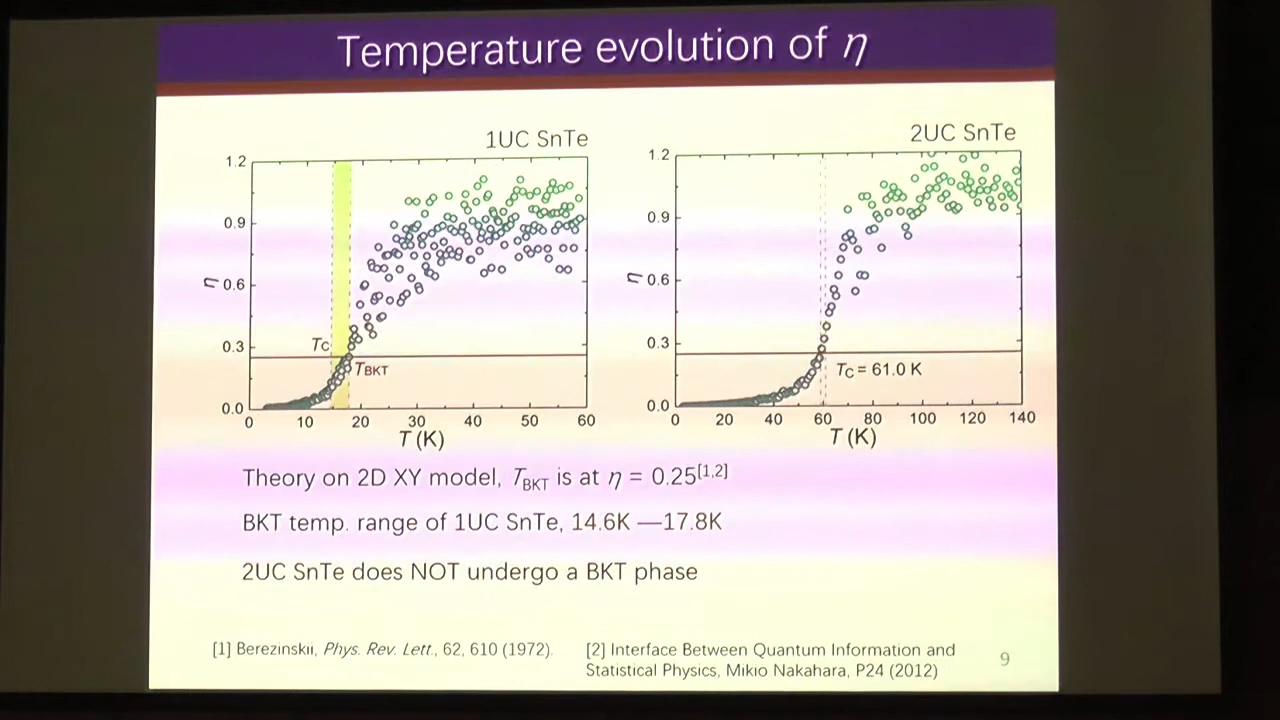 Temperature evolution of η
1UC SnTe
1.2
0.9
0.6
0.3
0.0
η
Tc
TBKT
0 10 20 30 40 50 60
T (K)
2UC SnTe
1.2
0.9
0.6
0.3
0.0
η
Tc = 61.0 K
0 20 40 60 80 100 120 140
T (K)
Theory on 2D XY model, TBKT is at η = 0.25[1,2]
BKT temp. range of 1UC SnTe, 14.6K —17.8K
2UC SnTe does NOT undergo a BKT phase
[1] Berezinskii, Phys. Rev. Lett., 62, 610 (1972).
[2] Interface Between Quantum Information and
Statistical Physics, Mikio Nakahara, P24 (2012)
9